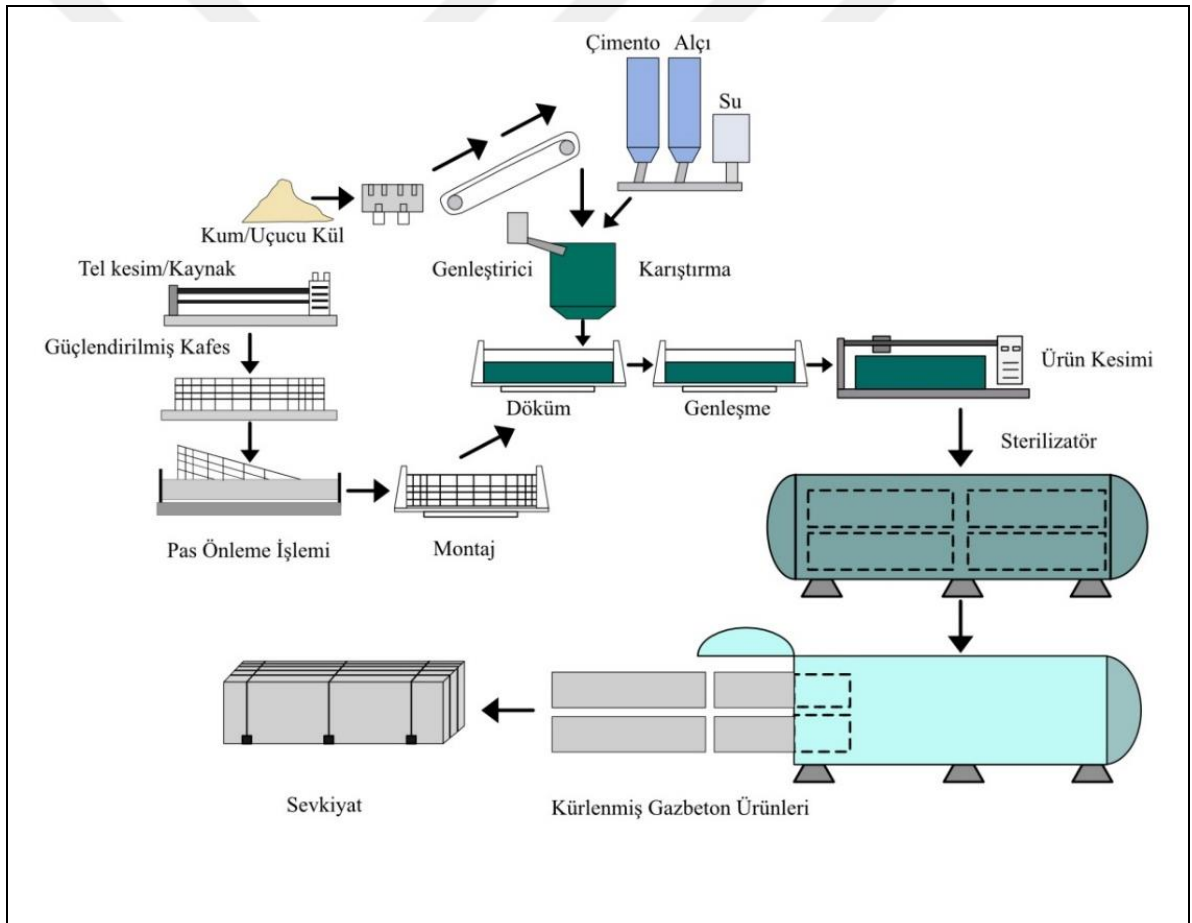 Çimento Alçı
Su
Kum/Uçucu Kül
Genleştirici
Karıştırma
Tel kesim/Kaynak
Güçlendirilmiş Kafes
Ürün Kesimi
Döküm
Genleşme
Sterilizatör
Pas Önleme İşlemi
Montaj
Sevkiyat
Kürlenmiş Gazbeton Ürünleri